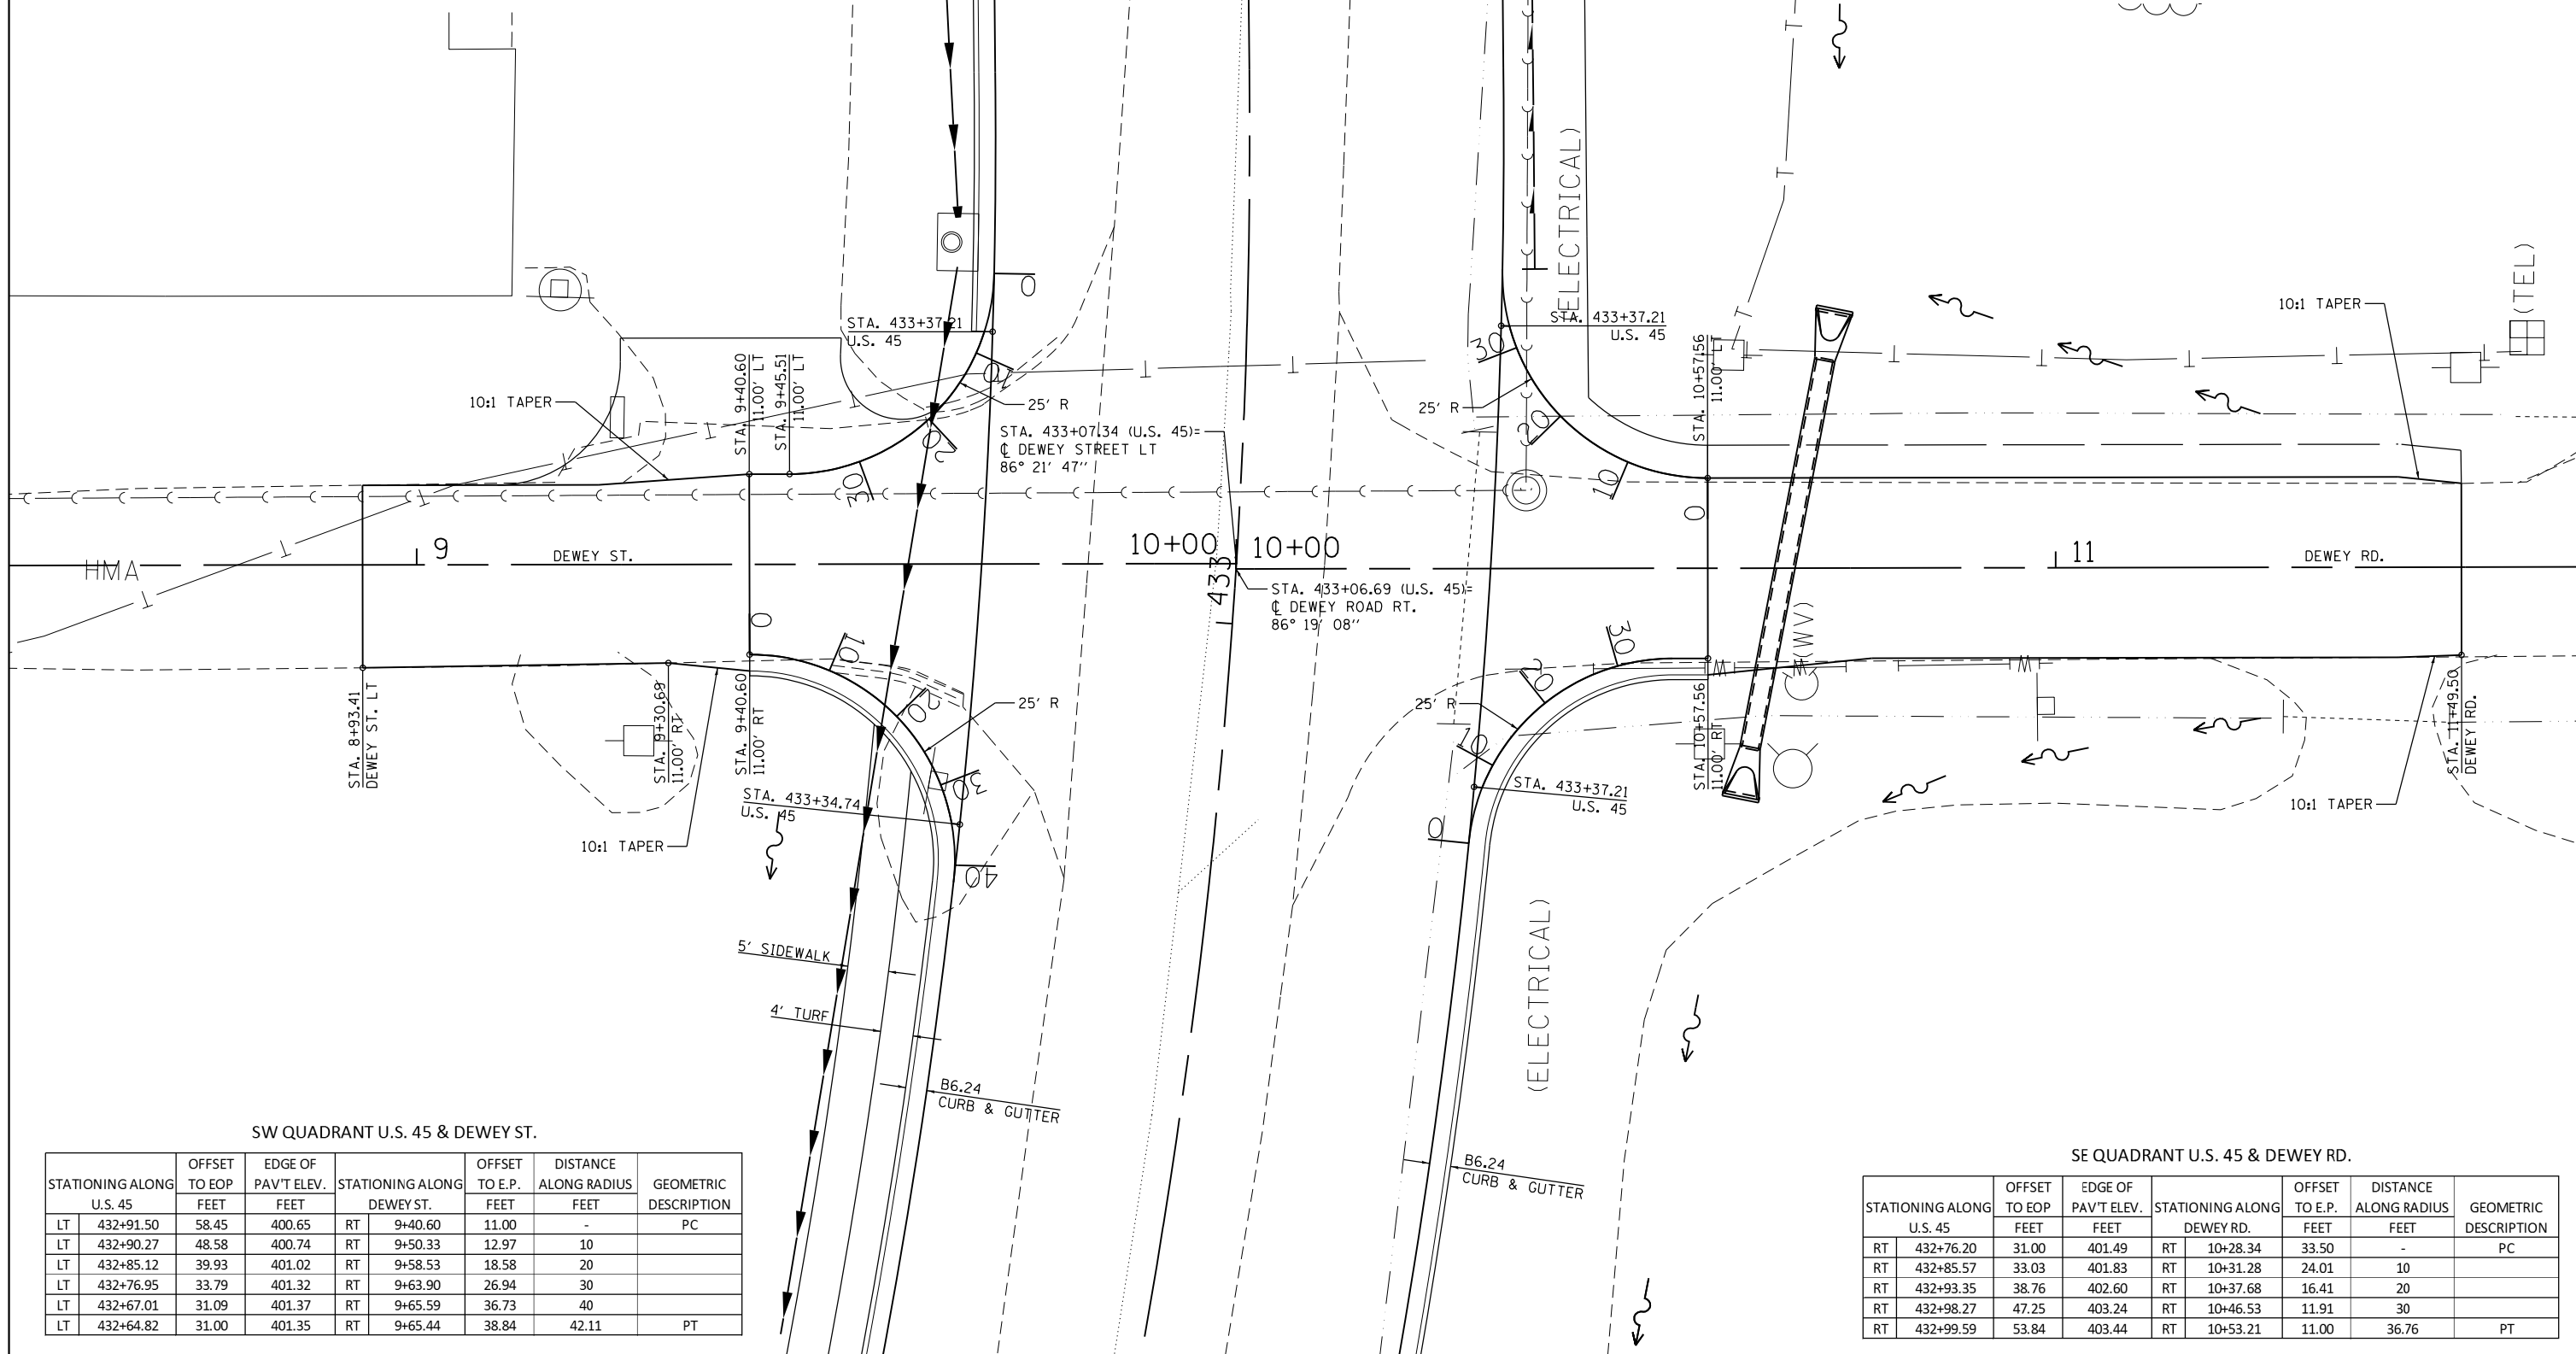 (ELECTRICAL)
(TEL)
0
STA. 433+37.21
U.S. 45
STA. 433+37.21
U.S. 45
10:1 TAPER
10:1 TAPER
STA. 9+40.60
11.00' LT
STA. 9+45.51
11.00' LT
10
20
30
25' R
25' R
30
20
10
0
STA. 10+57.56
11.00' LT
STA. 433+07.34 (U.S. 45)=
℄ DEWEY STREET LT
86° 21' 47"
HMA
9
DEWEY ST.
10+00
10+00
433
11
DEWEY RD.
STA. 433+06.69 (U.S. 45)=
℄ DEWEY ROAD RT.
86° 19' 08"
STA. 8+93.41
DEWEY ST. LT
STA. 9+30.69
11.00' RT
STA. 9+40.60
11.00' RT
0
10
20
30
40
25' R
25' R
30
20
10
0
(WV)
W
W
W
STA. 10+57.56
11.00' RT
STA. 11+49.50
DEWEY RD.
STA. 433+34.74
U.S. 45
STA. 433+37.21
U.S. 45
10:1 TAPER
10:1 TAPER
5' SIDEWALK
4' TURF
B6.24
CURB & GUTTER
(ELECTRICAL)
B6.24
CURB & GUTTER
SW QUADRANT U.S. 45 & DEWEY ST.
STATIONING ALONG U.S. 45 OFFSET TO EOP FEET EDGE OF PAV'T ELEV. FEET STATIONING ALONG DEWEY ST. OFFSET TO E.P. FEET DISTANCE ALONG RADIUS FEET GEOMETRIC DESCRIPTION
LT 432+91.50 58.45 400.65 RT 9+40.60 11.00 - PC
LT 432+90.27 48.58 400.74 RT 9+50.33 12.97 10
LT 432+85.12 39.93 401.02 RT 9+58.53 18.58 20
LT 432+76.95 33.79 401.32 RT 9+63.90 26.94 30
LT 432+67.01 31.09 401.37 RT 9+65.59 36.73 40
LT 432+64.82 31.00 401.35 RT 9+65.44 38.84 42.11 PT
SE QUADRANT U.S. 45 & DEWEY RD.
STATIONING ALONG U.S. 45 OFFSET TO EOP FEET EDGE OF PAV'T ELEV. FEET STATIONING ALONG DEWEY RD. OFFSET TO E.P. FEET DISTANCE ALONG RADIUS FEET GEOMETRIC DESCRIPTION
RT 432+76.20 31.00 401.49 RT 10+28.34 33.50 - PC
RT 432+85.57 33.03 401.83 RT 10+31.28 24.01 10
RT 432+93.35 38.76 402.60 RT 10+37.68 16.41 20
RT 432+98.27 47.25 403.24 RT 10+46.53 11.91 30
RT 432+99.59 53.84 403.44 RT 10+53.21 11.00 36.76 PT